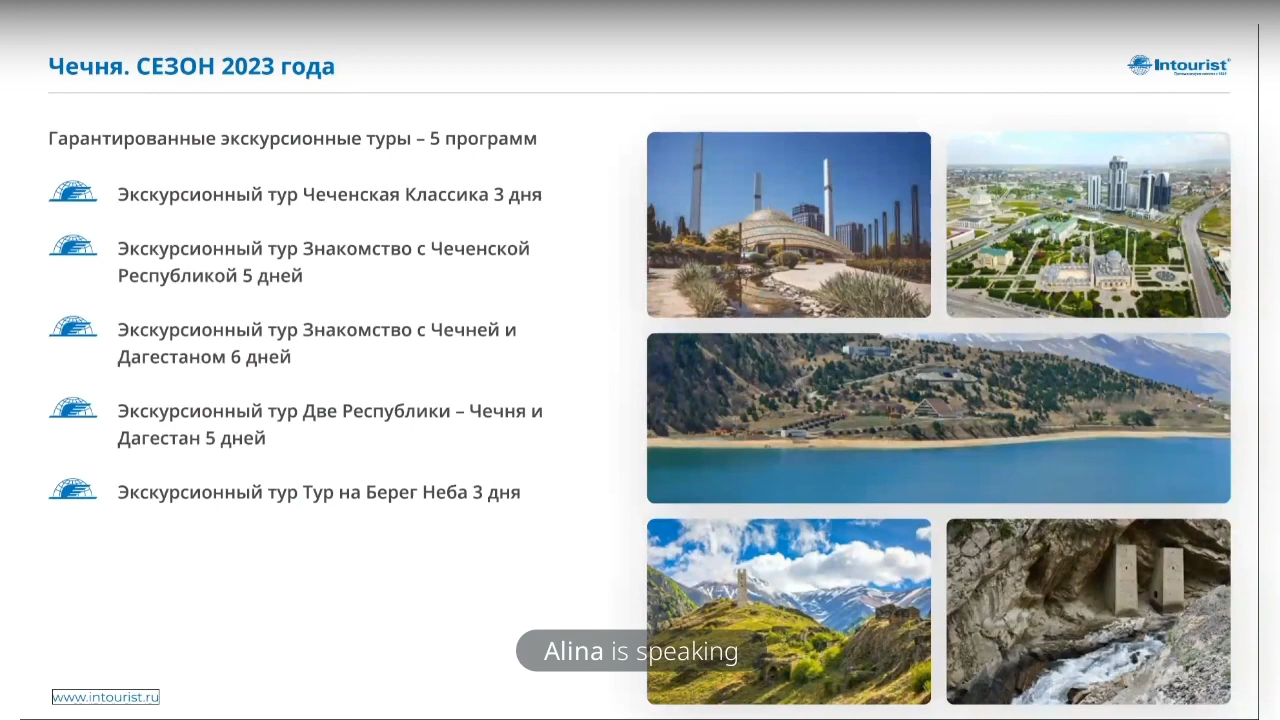 Чечня. СЕЗОН 2023 года
Intourist
Гарантированные экскурсионные туры – 5 программ
Экскурсионный тур Чеченская Классика 3 дня
Экскурсионный тур Знакомство с Чеченской
Республикой 5 дней
Экскурсионный тур Знакомство с Чечней и
Дагестаном 6 дней
Экскурсионный тур Две Республики – Чечня и
Дагестан 5 дней
Экскурсионный тур Тур на Берег Неба 3 дня
Alina is speaking
www.intourist.ru